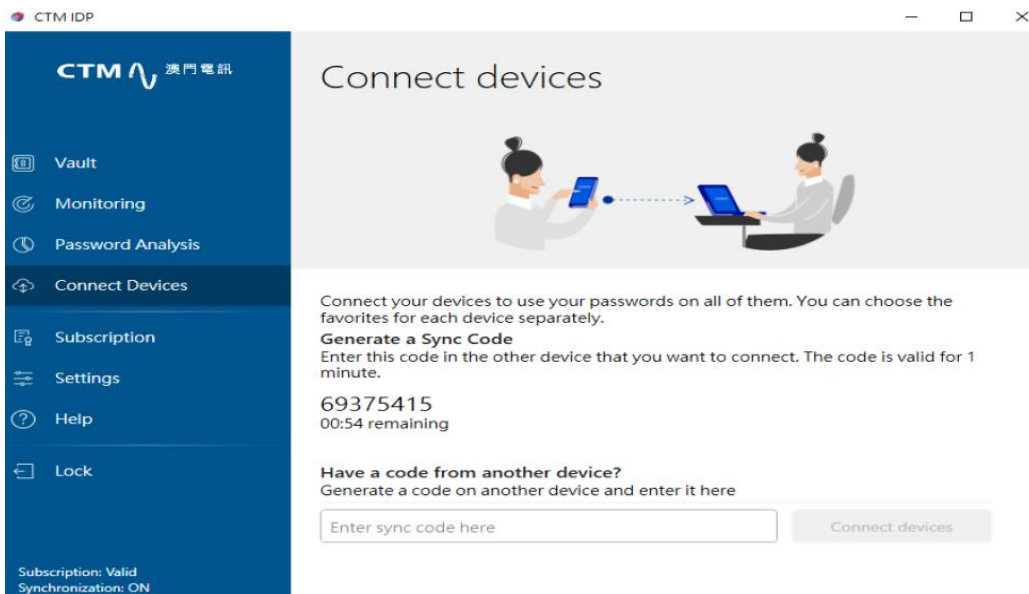 CTM IDP
CTM 澳門電訊
Connect devices
Vault
Monitoring
Password Analysis
Connect Devices
Subscription
Settings
Help
Lock
Subscription: Valid
Synchronization: ON
Connect your devices to use your passwords on all of them. You can choose the
favorites for each device separately.
Generate a Sync Code
Enter this code in the other device that you want to connect. The code is valid for 1
minute.
69375415
00:54 remaining
Have a code from another device?
Generate a code on another device and enter it here
Enter sync code here
Connect devices